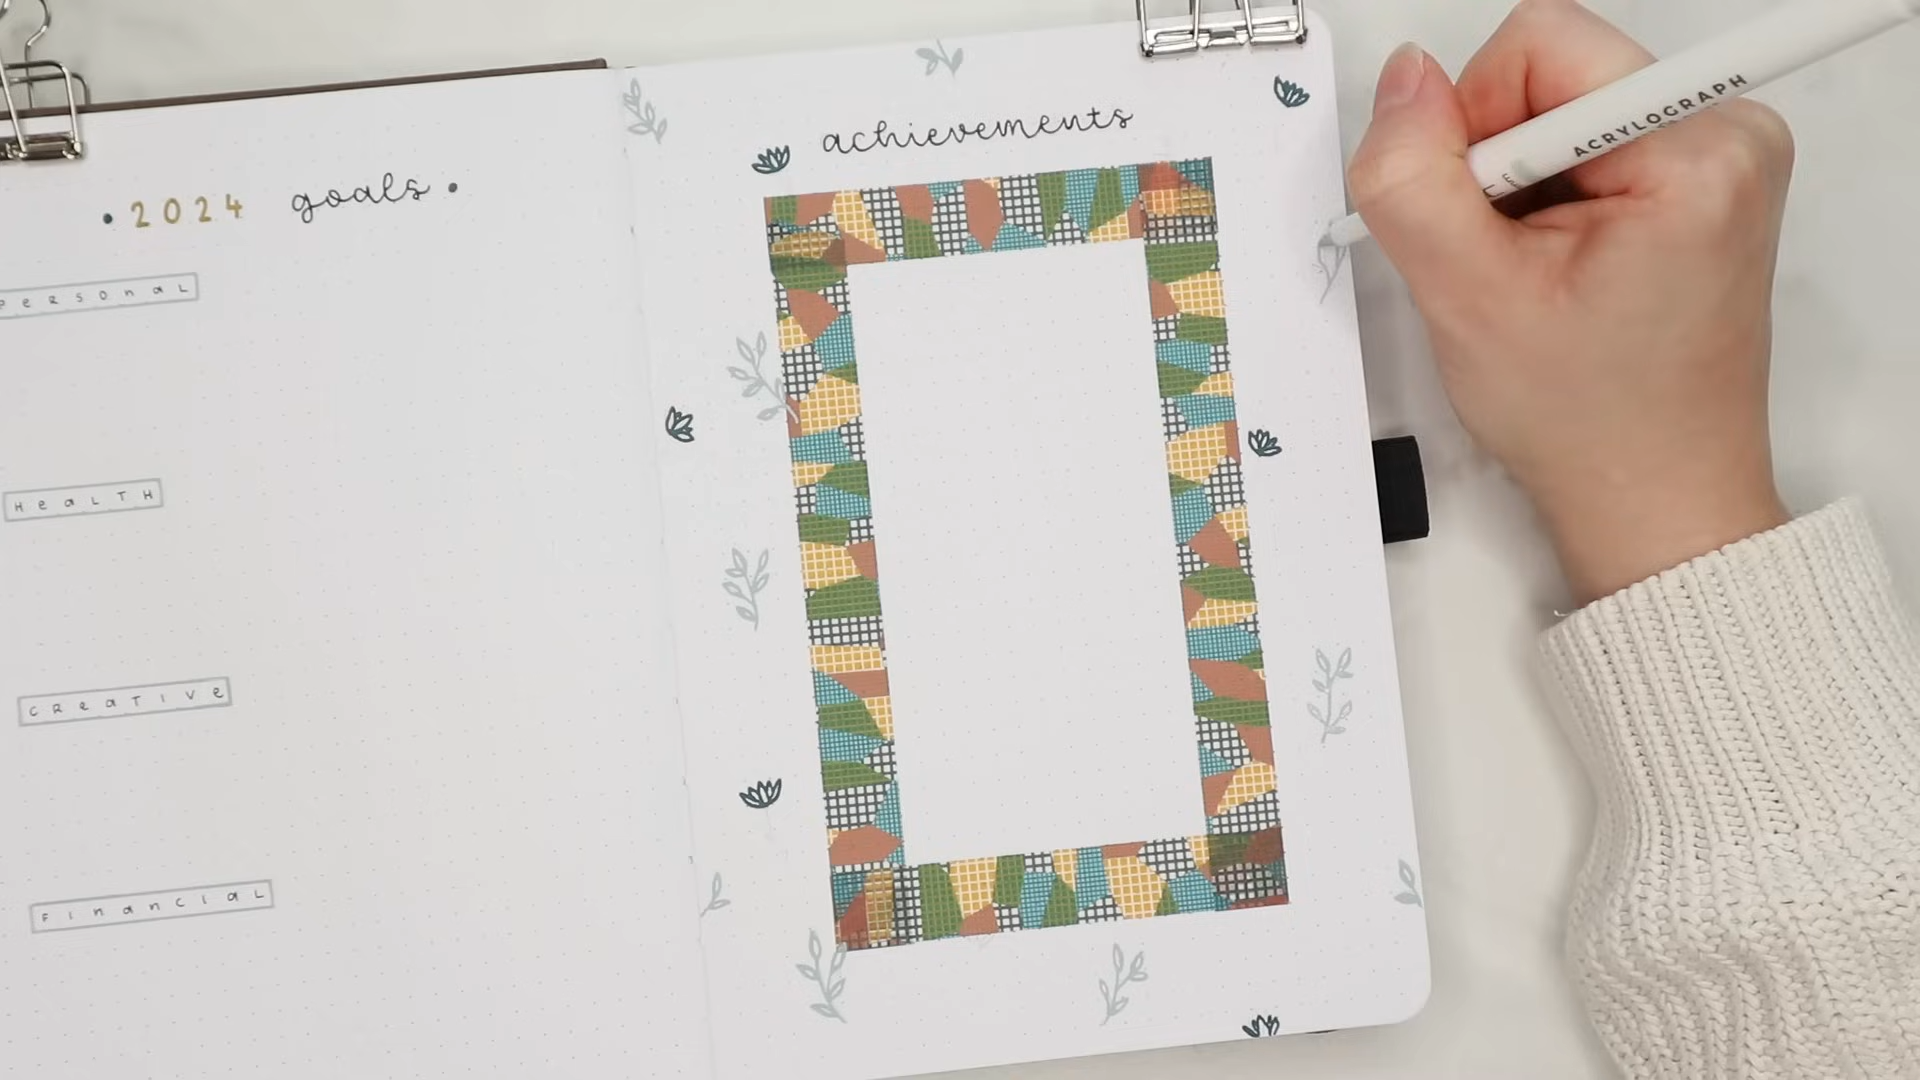 • 2024 goals •
PeRsonaL
HeaLTH
CReaTIVe
FInancIaL
achievements
ACRYLOGRAPH